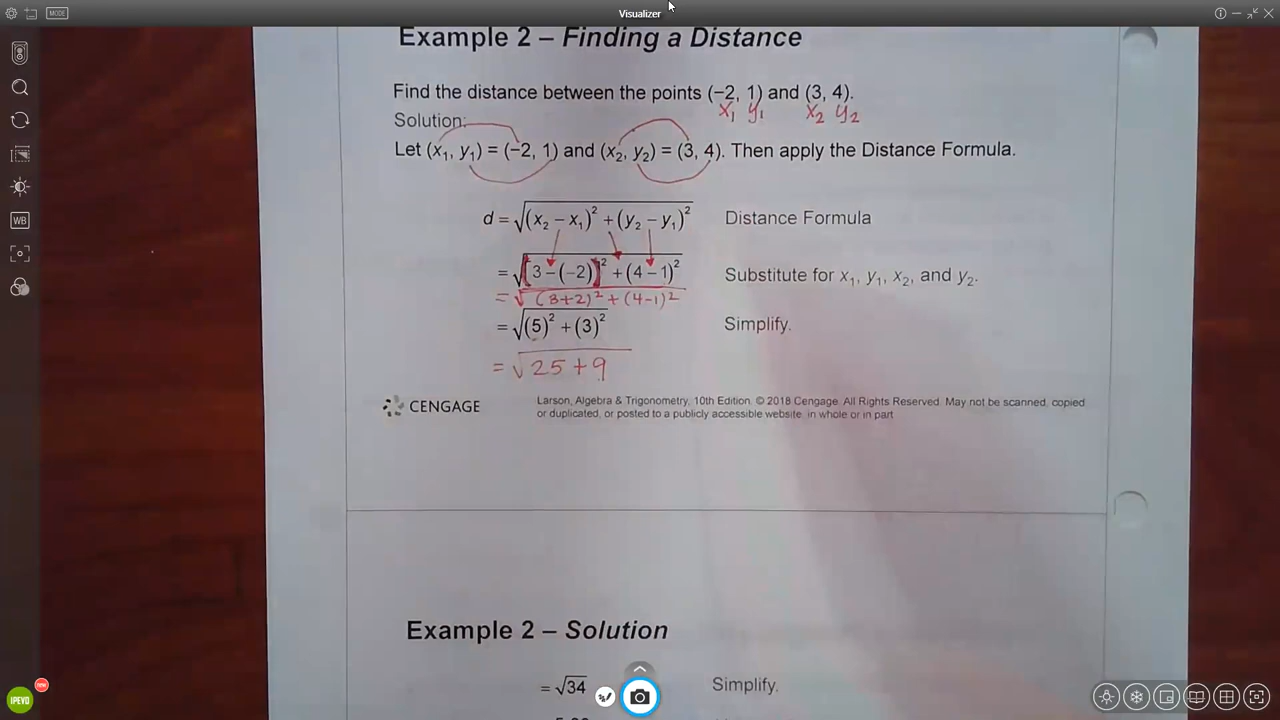 MODE
Visualizer
Example 2 – Finding a Distance
Find the distance between the points (−2, 1) and (3, 4).
x₁ y₁ x₂ y₂
Solution:
Let (x₁, y₁) = (−2, 1) and (x₂, y₂) = (3, 4). Then apply the Distance Formula.
d = √(x₂ − x₁)² + (y₂ − y₁)² Distance Formula
= √[3 − (−2)]² + (4 − 1)² Substitute for x₁, y₁, x₂, and y₂.
= √(3+2)² + (4-1)²
= √(5)² + (3)² Simplify.
= √25 + 9
CENGAGE
Larson, Algebra & Trigonometry, 10th Edition. © 2018 Cengage. All Rights Reserved. May not be scanned, copied
or duplicated, or posted to a publicly accessible website, in whole or in part
Example 2 – Solution
= √34 Simplify.
WB
IPEVO
new